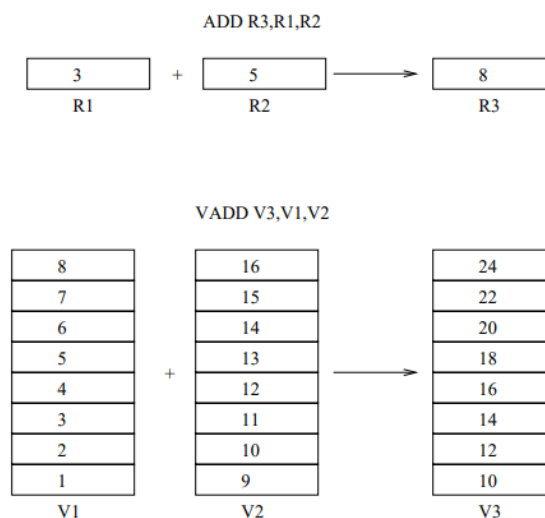 ADD R3,R1,R2
3 + 5 8
R1 R2 R3
VADD V3,V1,V2
8 16 24
7 15 22
6 14 20
5 13 18
+
4 12 16
3 11 14
2 10 12
1 9 10
V1 V2 V3